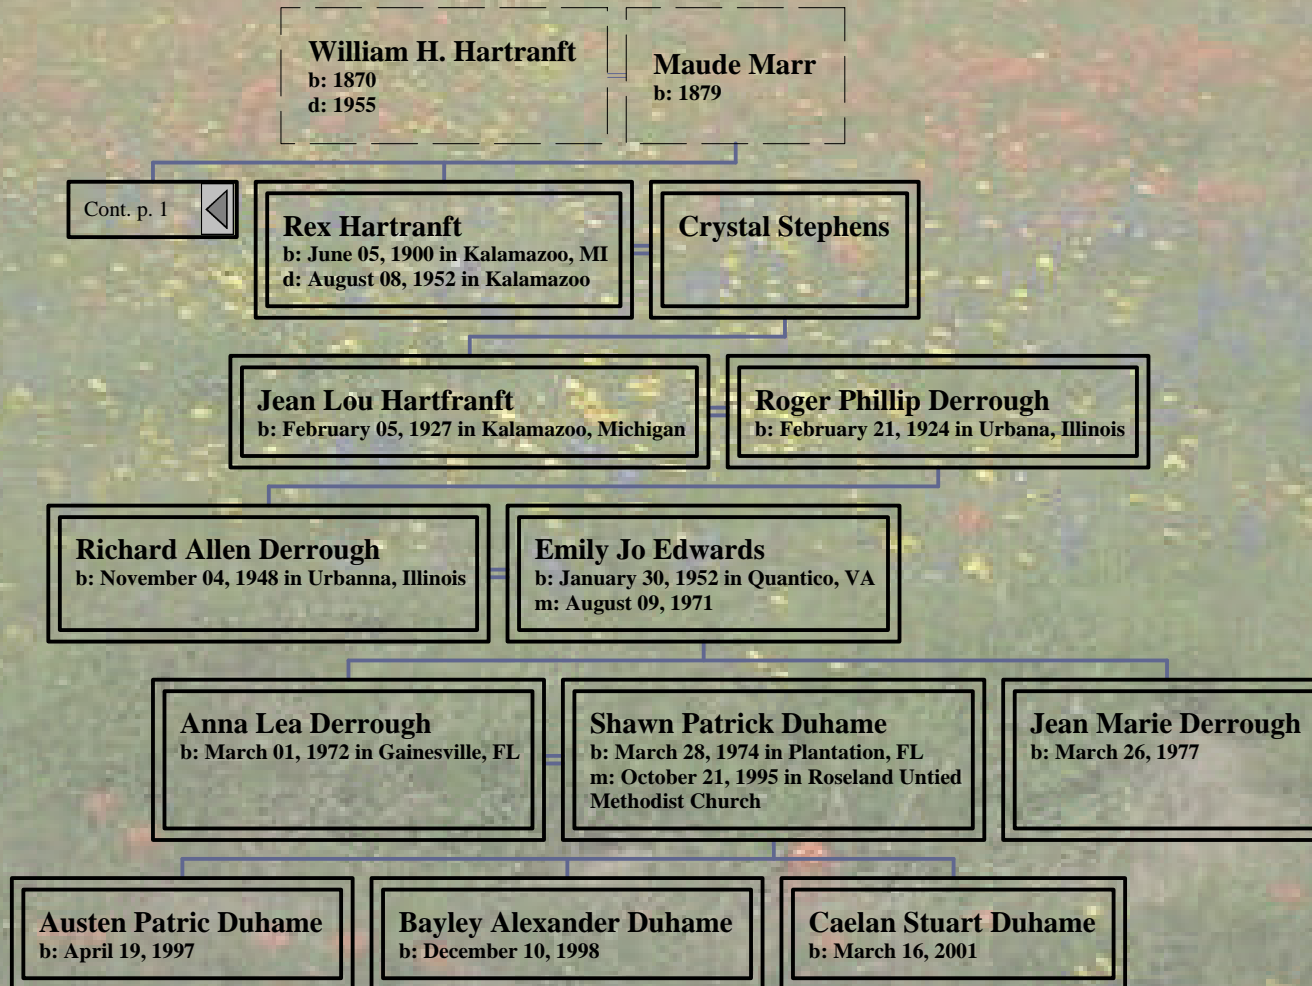 William H. Hartranft
b: 1870
d: 1955
Maude Marr
b: 1879
Cont. p. 1
Rex Hartranft
b: June 05, 1900 in Kalamazoo, MI
d: August 08, 1952 in Kalamazoo
Crystal Stephens
Jean Lou Hartfranft
b: February 05, 1927 in Kalamazoo, Michigan
Roger Phillip Derrough
b: February 21, 1924 in Urbana, Illinois
Richard Allen Derrough
b: November 04, 1948 in Urbanna, Illinois
Emily Jo Edwards
b: January 30, 1952 in Quantico, VA
m: August 09, 1971
Anna Lea Derrough
b: March 01, 1972 in Gainesville, FL
Shawn Patrick Duhame
b: March 28, 1974 in Plantation, FL
m: October 21, 1995 in Roseland Untied
Methodist Church
Jean Marie Derrough
b: March 26, 1977
Austen Patric Duhame
b: April 19, 1997
Bayley Alexander Duhame
b: December 10, 1998
Caelan Stuart Duhame
b: March 16, 2001